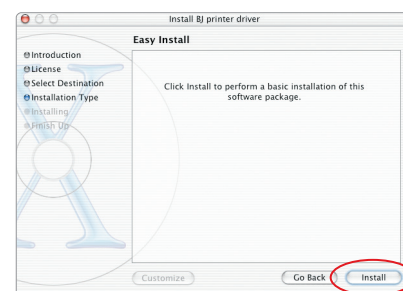 Install BJ printer driver
Easy Install
Introduction
License
Select Destination
Installation Type
Installing
Finish Up
Click Install to perform a basic installation of this
software package.
Customize
Go Back
Install